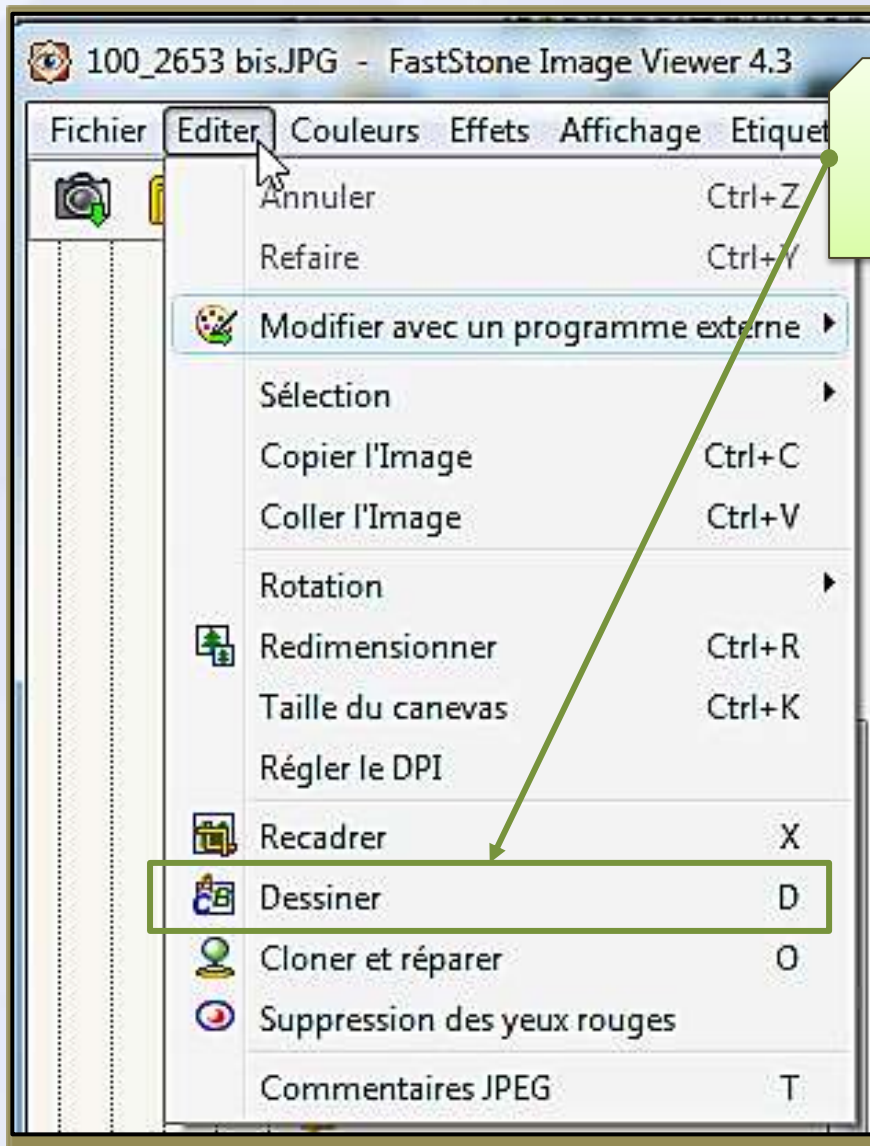 100_2653 bis.JPG - FastStone Image Viewer 4.3
Fichier Editer Couleurs Effets Affichage Etiquet
Annuler Ctrl+Z
Refaire Ctrl+Y
Modifier avec un programme externe
Sélection
Copier l'Image Ctrl+C
Coller l'Image Ctrl+V
Rotation
Redimensionner Ctrl+R
Taille du canevas Ctrl+K
Régler le DPI
Recadrer X
Dessiner D
Cloner et réparer O
Suppression des yeux rouges
Commentaires JPEG T